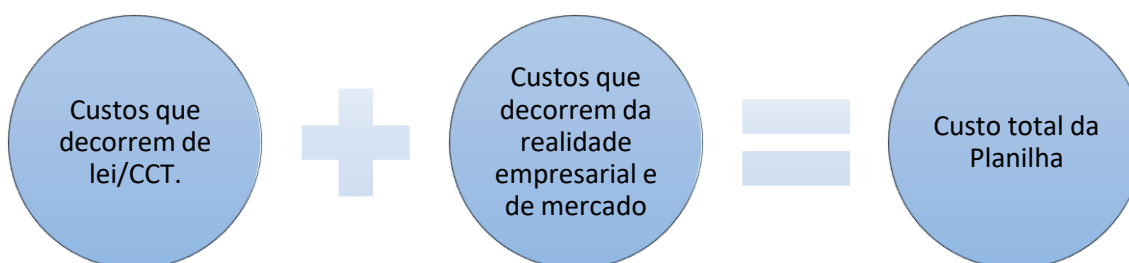 Custos que
decorrem de
lei/CCT.
Custos que
decorrem da
realidade
empresarial e
de mercado
Custo total da
Planilha